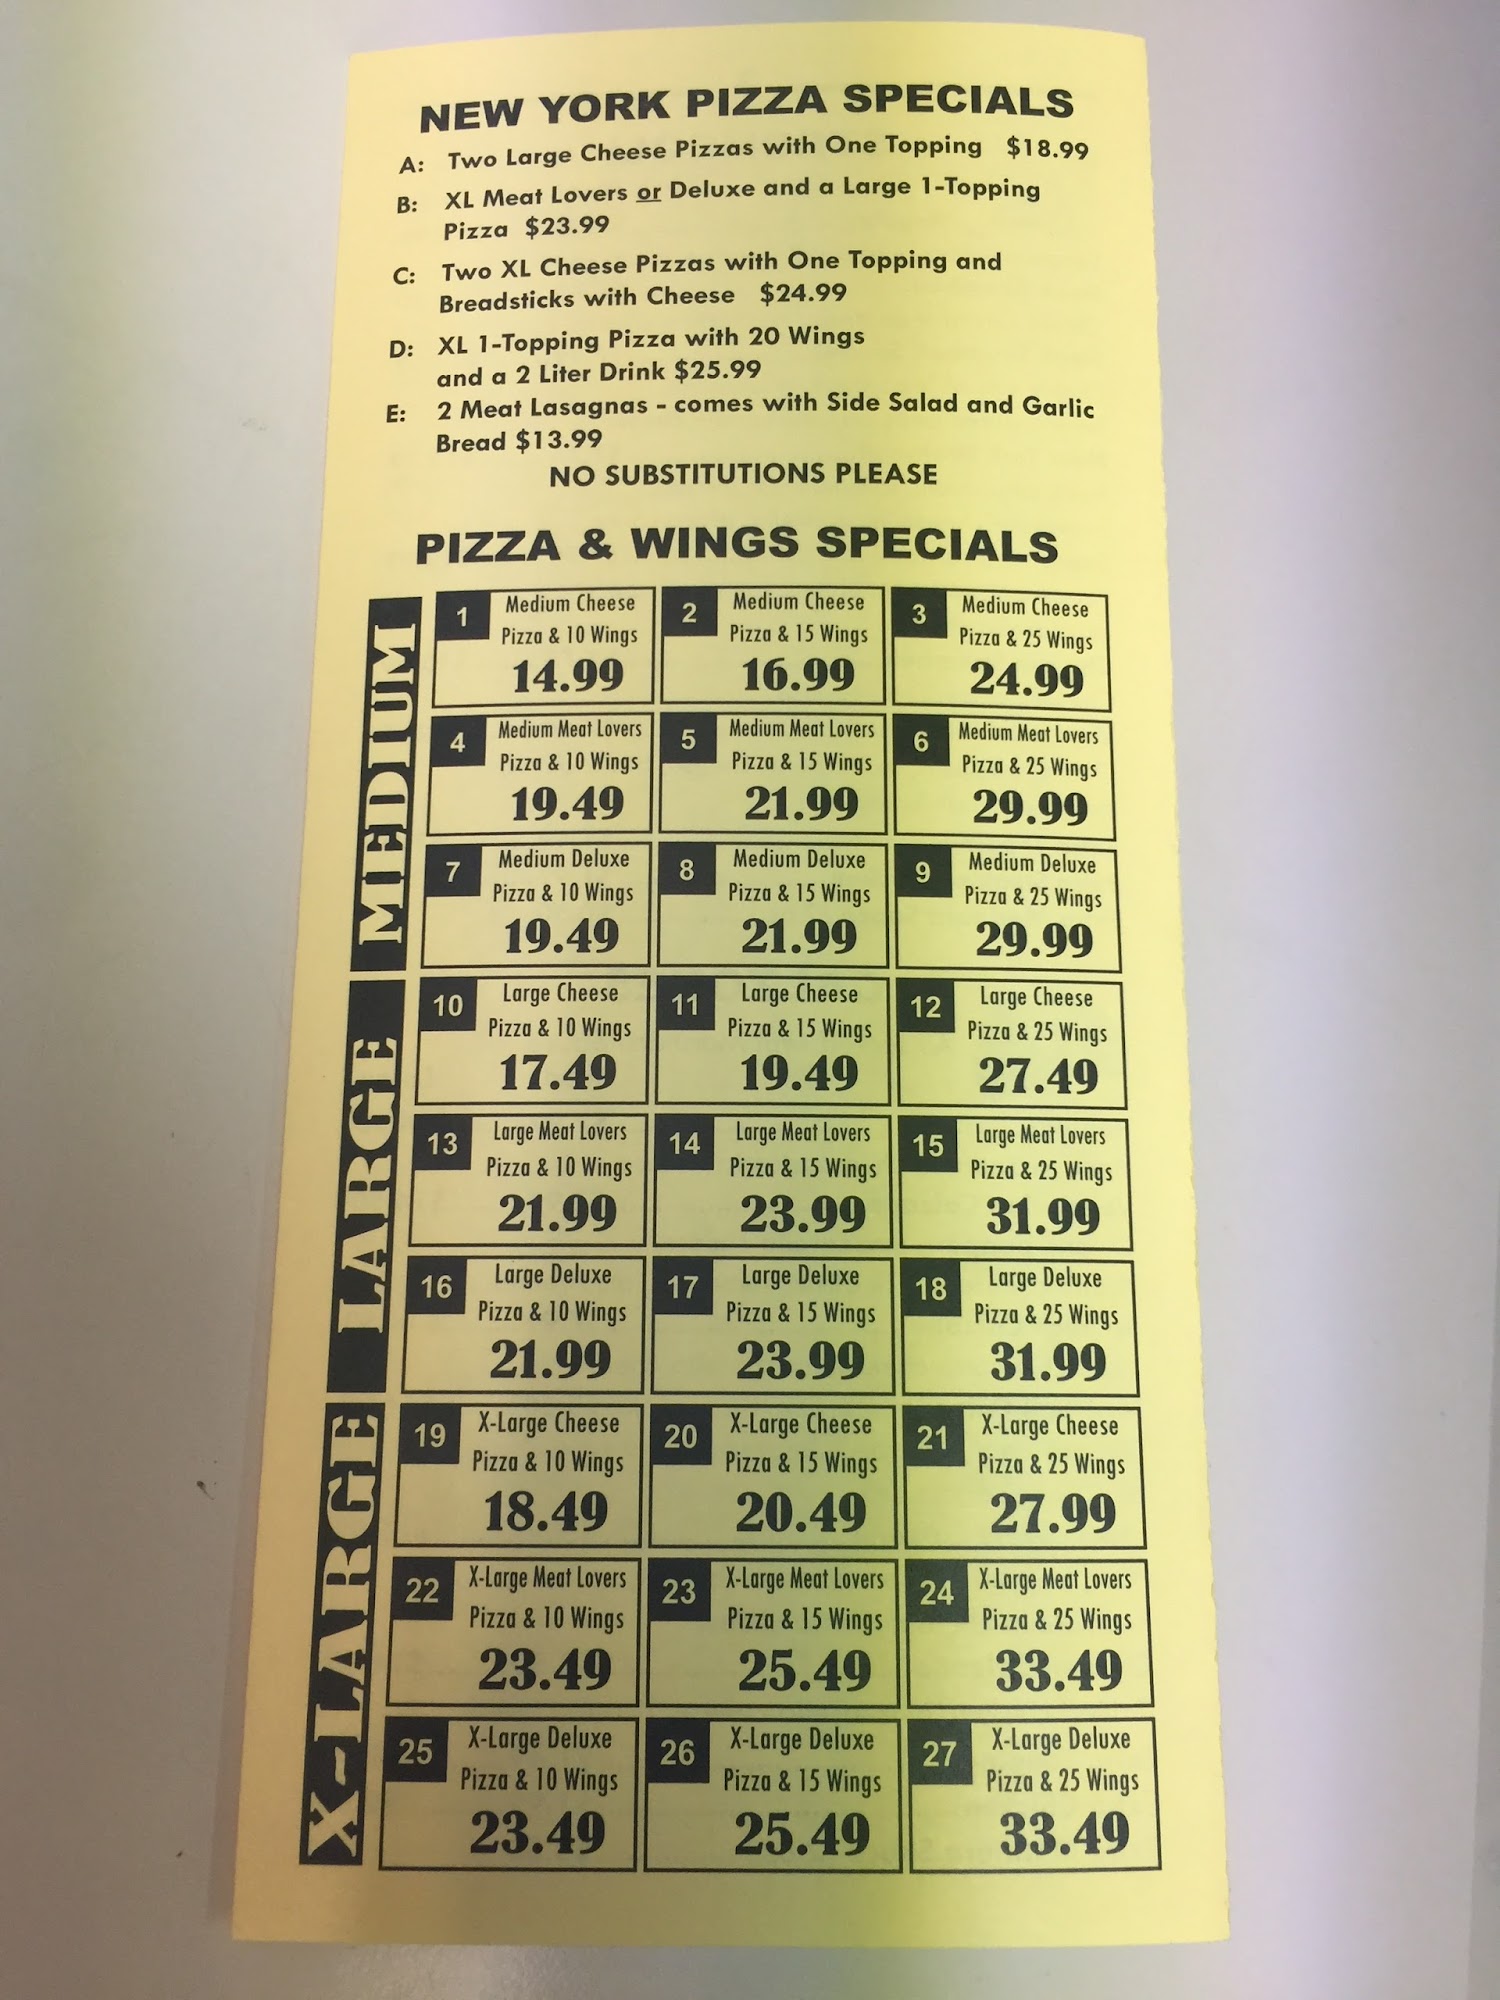 NEW YORK PIZZA SPECIALS
A: Two Large Cheese Pizzas with One Topping $18.99
B: XL Meat Lovers or Deluxe and a Large 1-Topping
Pizza $23.99
C: Two XL Cheese Pizzas with One Topping and
Breadsticks with Cheese $24.99
D: XL 1-Topping Pizza with 20 Wings
and a 2 Liter Drink $25.99
E: 2 Meat Lasagnas - comes with Side Salad and Garlic
Bread $13.99
NO SUBSTITUTIONS PLEASE
PIZZA & WINGS SPECIALS
MEDIUM
1 Medium Cheese
Pizza & 10 Wings
14.99
2 Medium Cheese
Pizza & 15 Wings
16.99
3 Medium Cheese
Pizza & 25 Wings
24.99
4 Medium Meat Lovers
Pizza & 10 Wings
19.49
5 Medium Meat Lovers
Pizza & 15 Wings
21.99
6 Medium Meat Lovers
Pizza & 25 Wings
29.99
7 Medium Deluxe
Pizza & 10 Wings
19.49
8 Medium Deluxe
Pizza & 15 Wings
21.99
9 Medium Deluxe
Pizza & 25 Wings
29.99
LARGE
10 Large Cheese
Pizza & 10 Wings
17.49
11 Large Cheese
Pizza & 15 Wings
19.49
12 Large Cheese
Pizza & 25 Wings
27.49
13 Large Meat Lovers
Pizza & 10 Wings
21.99
14 Large Meat Lovers
Pizza & 15 Wings
23.99
15 Large Meat Lovers
Pizza & 25 Wings
31.99
16 Large Deluxe
Pizza & 10 Wings
21.99
17 Large Deluxe
Pizza & 15 Wings
23.99
18 Large Deluxe
Pizza & 25 Wings
31.99
X-LARGE
19 X-Large Cheese
Pizza & 10 Wings
18.49
20 X-Large Cheese
Pizza & 15 Wings
20.49
21 X-Large Cheese
Pizza & 25 Wings
27.99
22 X-Large Meat Lovers
Pizza & 10 Wings
23.49
23 X-Large Meat Lovers
Pizza & 15 Wings
25.49
24 X-Large Meat Lovers
Pizza & 25 Wings
33.49
25 X-Large Deluxe
Pizza & 10 Wings
23.49
26 X-Large Deluxe
Pizza & 15 Wings
25.49
27 X-Large Deluxe
Pizza & 25 Wings
33.49